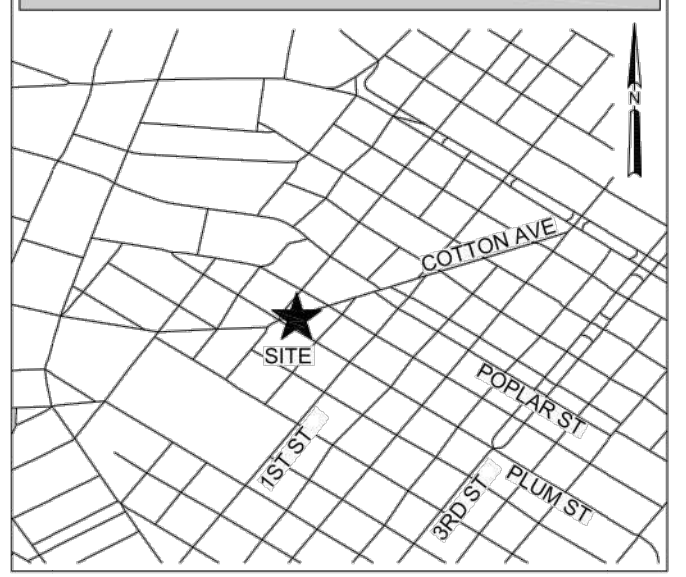 N
COTTON AVE
SITE
POPLAR ST
1ST ST
3RD ST
PLUM ST